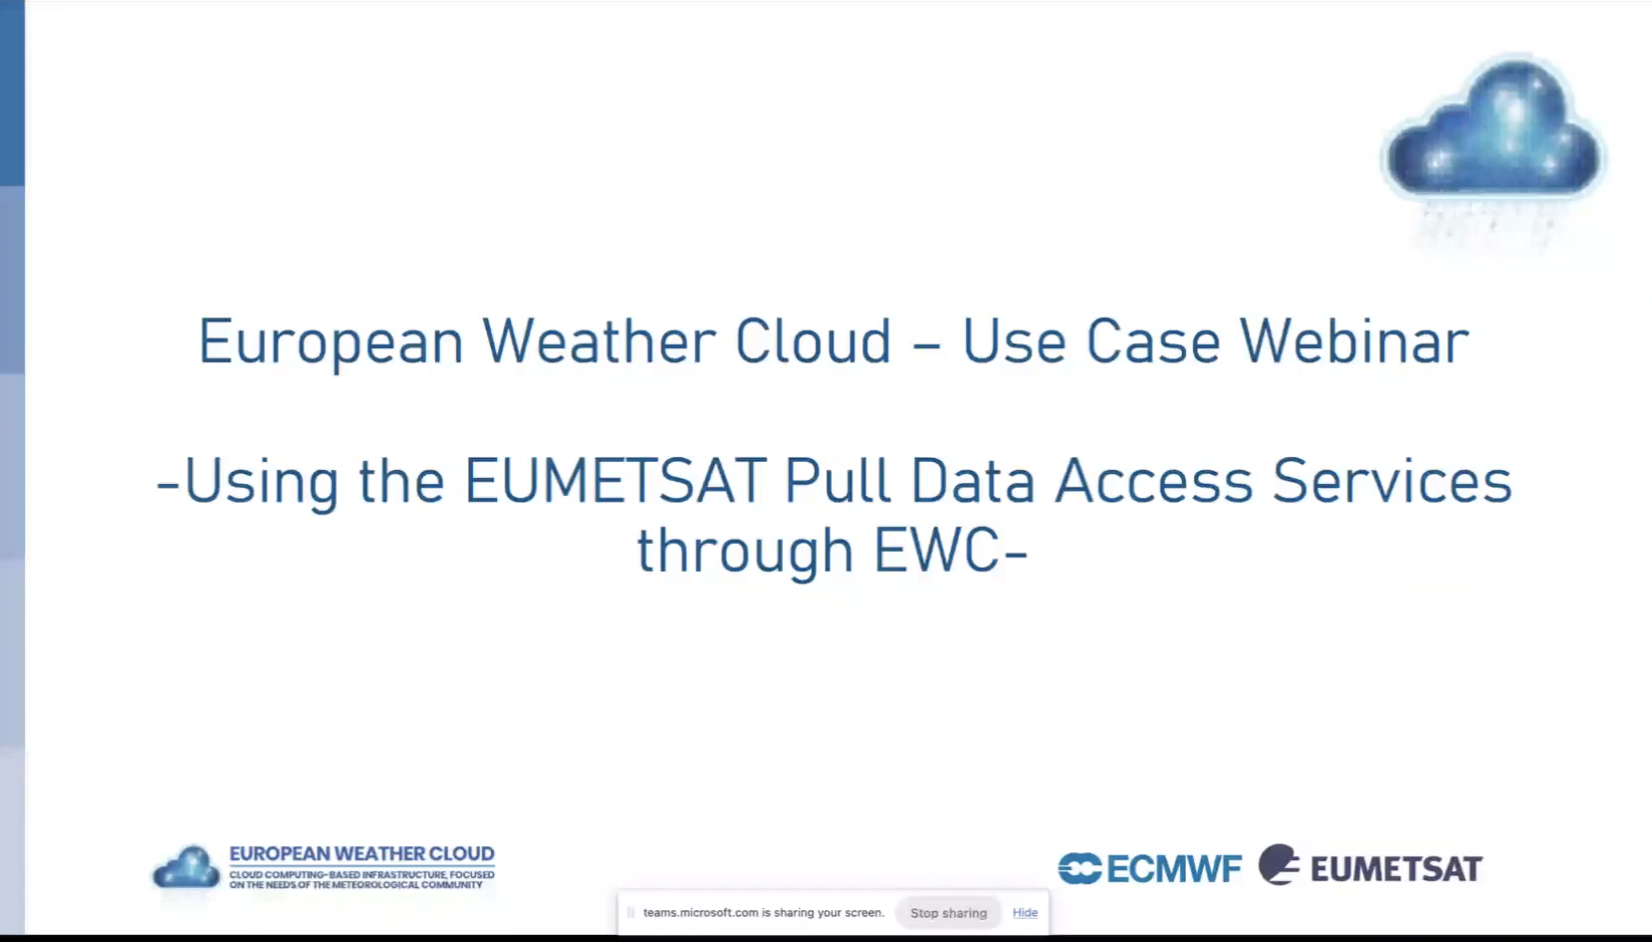 European Weather Cloud – Use Case Webinar
-Using the EUMETSAT Pull Data Access Services
through EWC-
EUROPEAN WEATHER CLOUD
CLOUD COMPUTING-BASED INFRASTRUCTURE, FOCUSED
ON THE NEEDS OF THE METEOROLOGICAL COMMUNITY
ECMWF EUMETSAT
teams.microsoft.com is sharing your screen. Stop sharing Hide